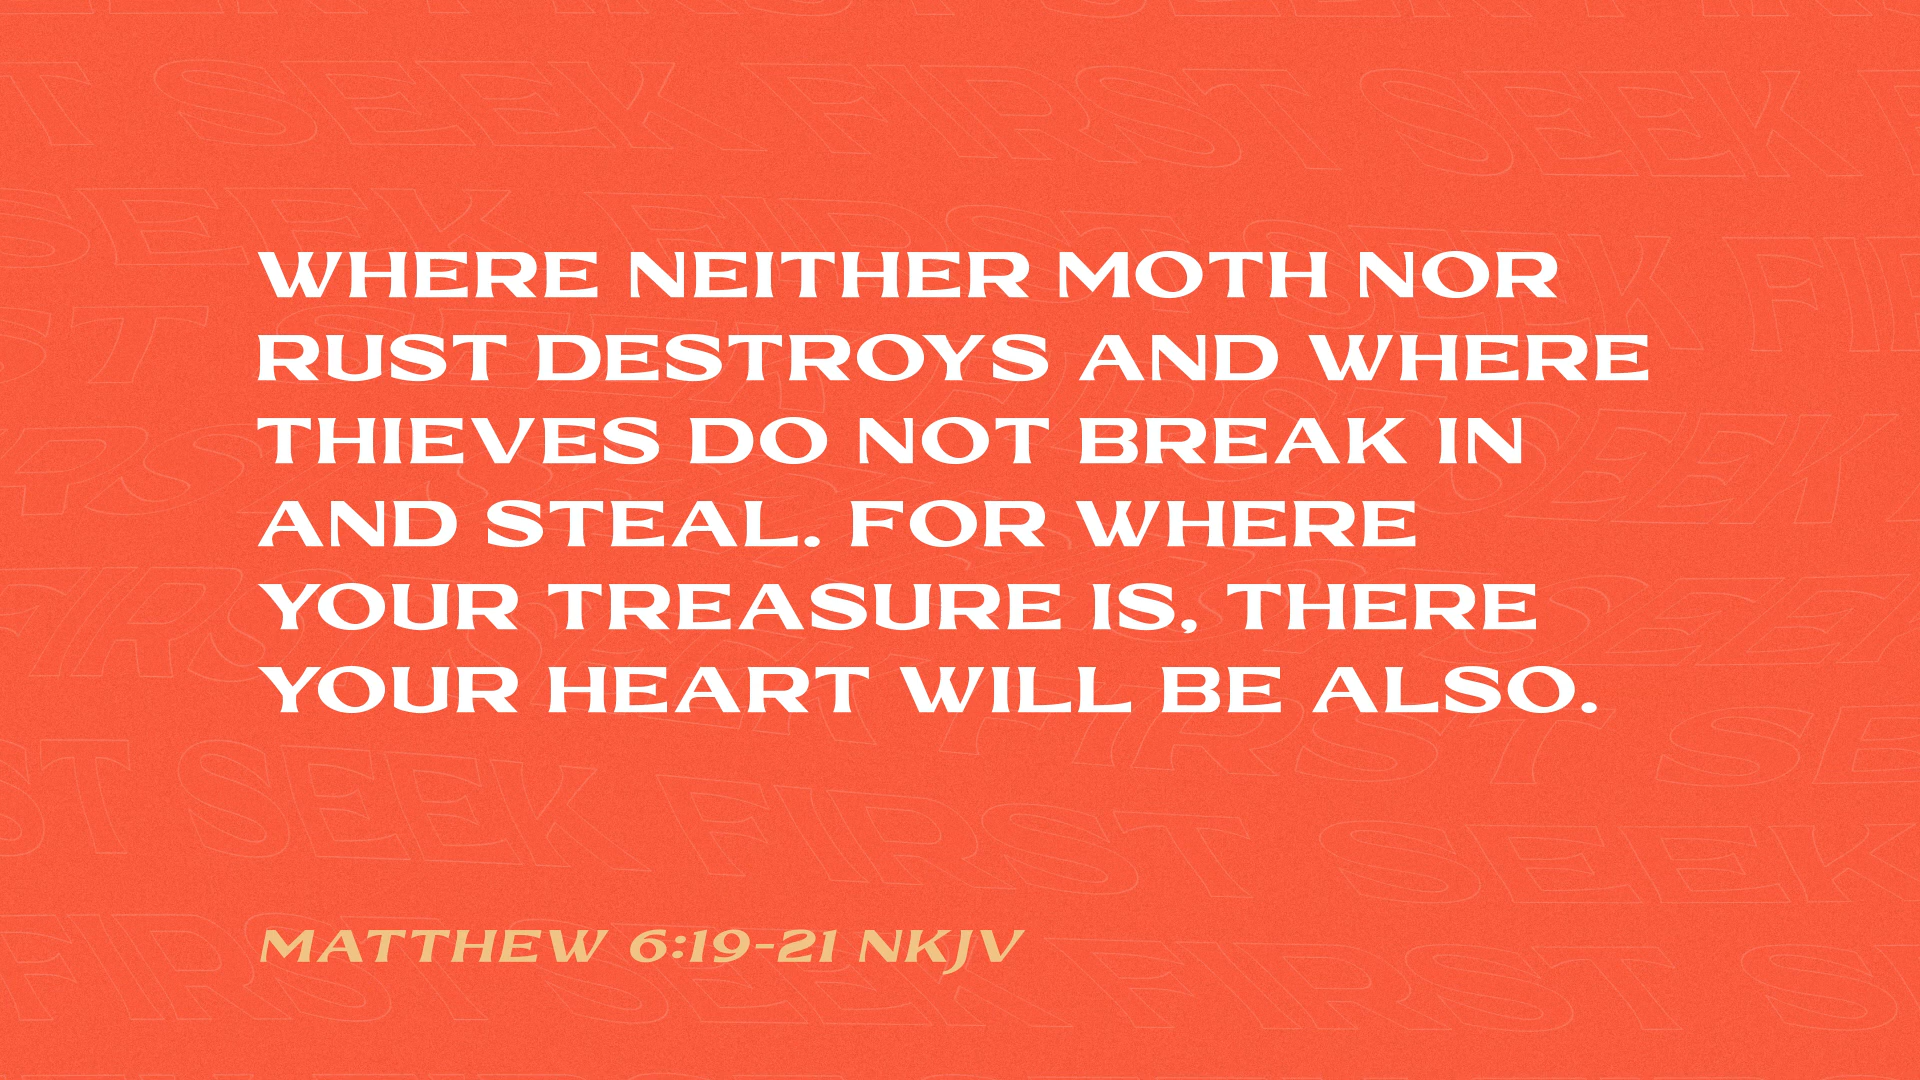 WHERE NEITHER MOTH NOR
RUST DESTROYS AND WHERE
THIEVES DO NOT BREAK IN
AND STEAL. FOR WHERE
YOUR TREASURE IS, THERE
YOUR HEART WILL BE ALSO.
MATTHEW 6:19-21 NKJV